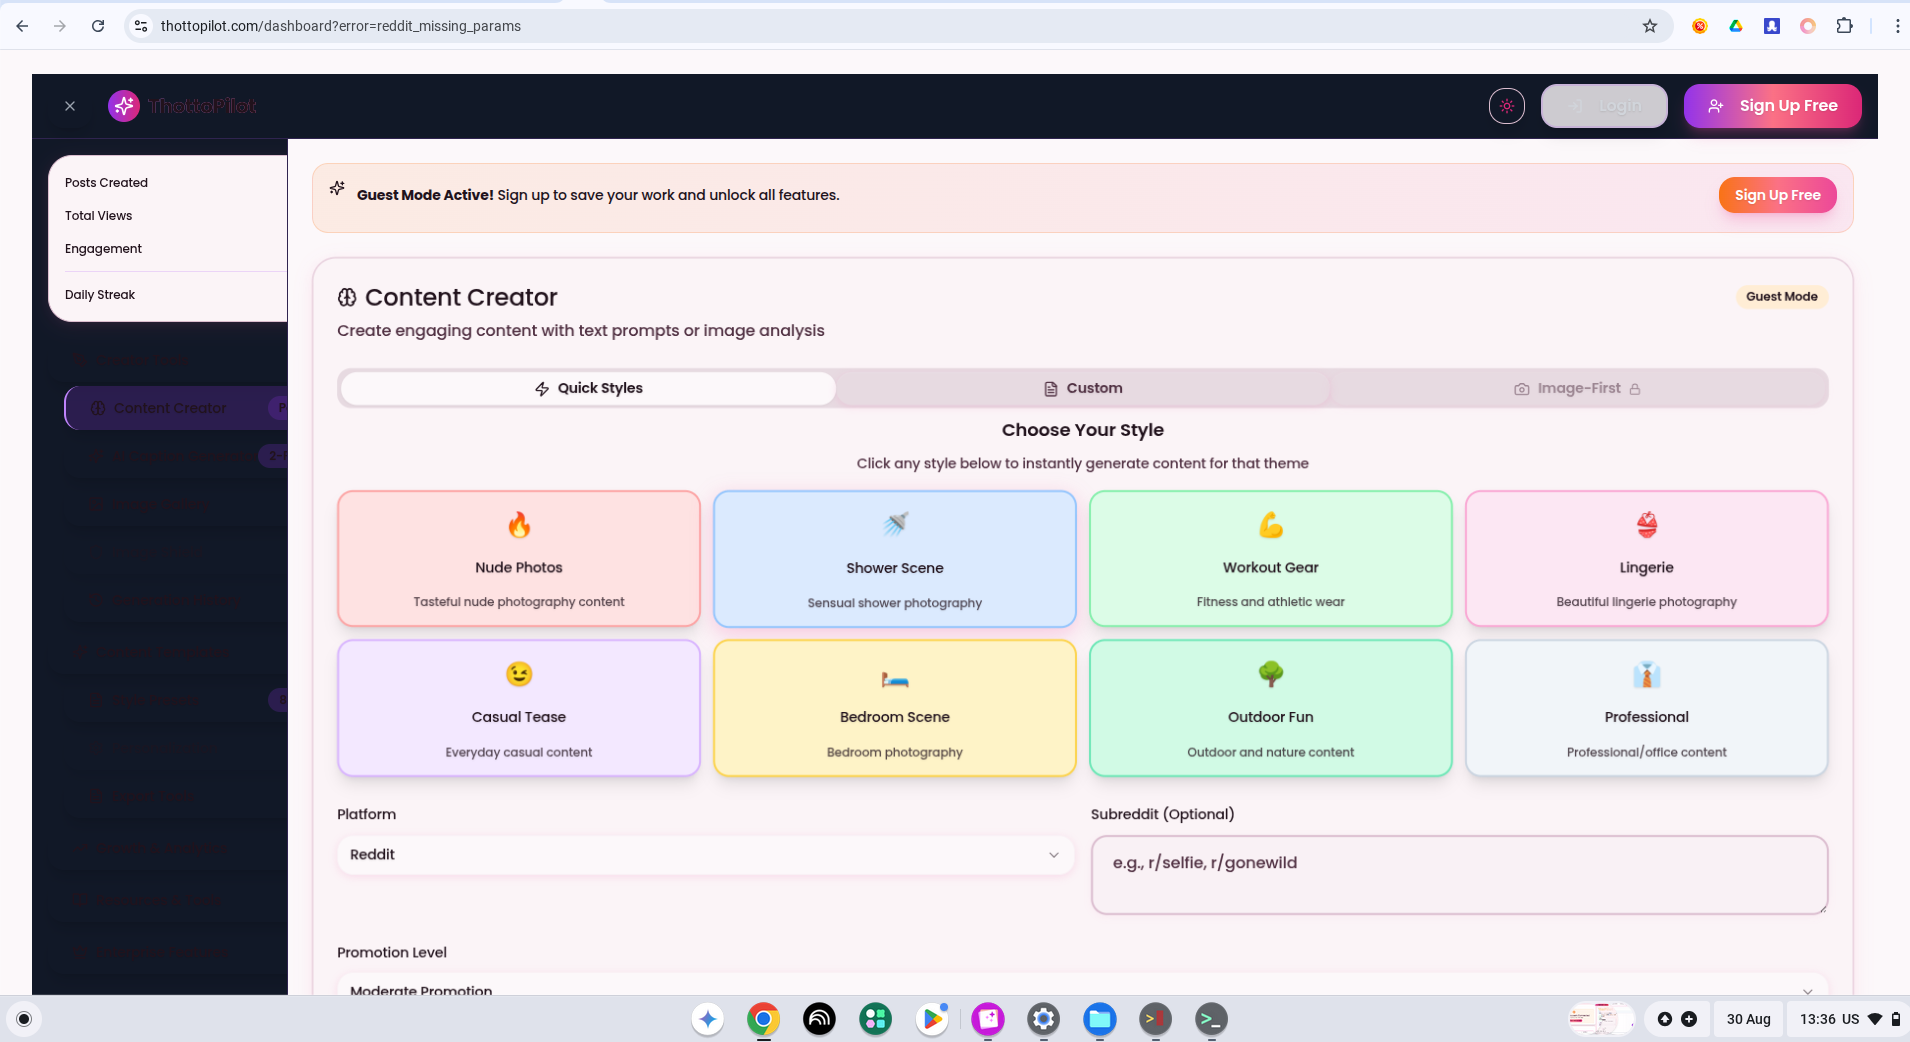 thottopilot.com/dashboard?error=reddit_missing_params
ThottoPilot
Login
Sign Up Free
Posts Created
Total Views
Engagement
Daily Streak
Content Creator
Guest Mode Active! Sign up to save your work and unlock all features.
Sign Up Free
Content Creator
Guest Mode
Create engaging content with text prompts or image analysis
Quick Styles
Custom
Image-First
Choose Your Style
Click any style below to instantly generate content for that theme
Nude Photos
Tasteful nude photography content
Shower Scene
Sensual shower photography
Workout Gear
Fitness and athletic wear
Lingerie
Beautiful lingerie photography
Casual Tease
Everyday casual content
Bedroom Scene
Bedroom photography
Outdoor Fun
Outdoor and nature content
Professional
Professional/office content
Platform
Reddit
Subreddit (Optional)
e.g., r/selfie, r/gonewild
Promotion Level
Moderate Promotion
30 Aug
13:36 US